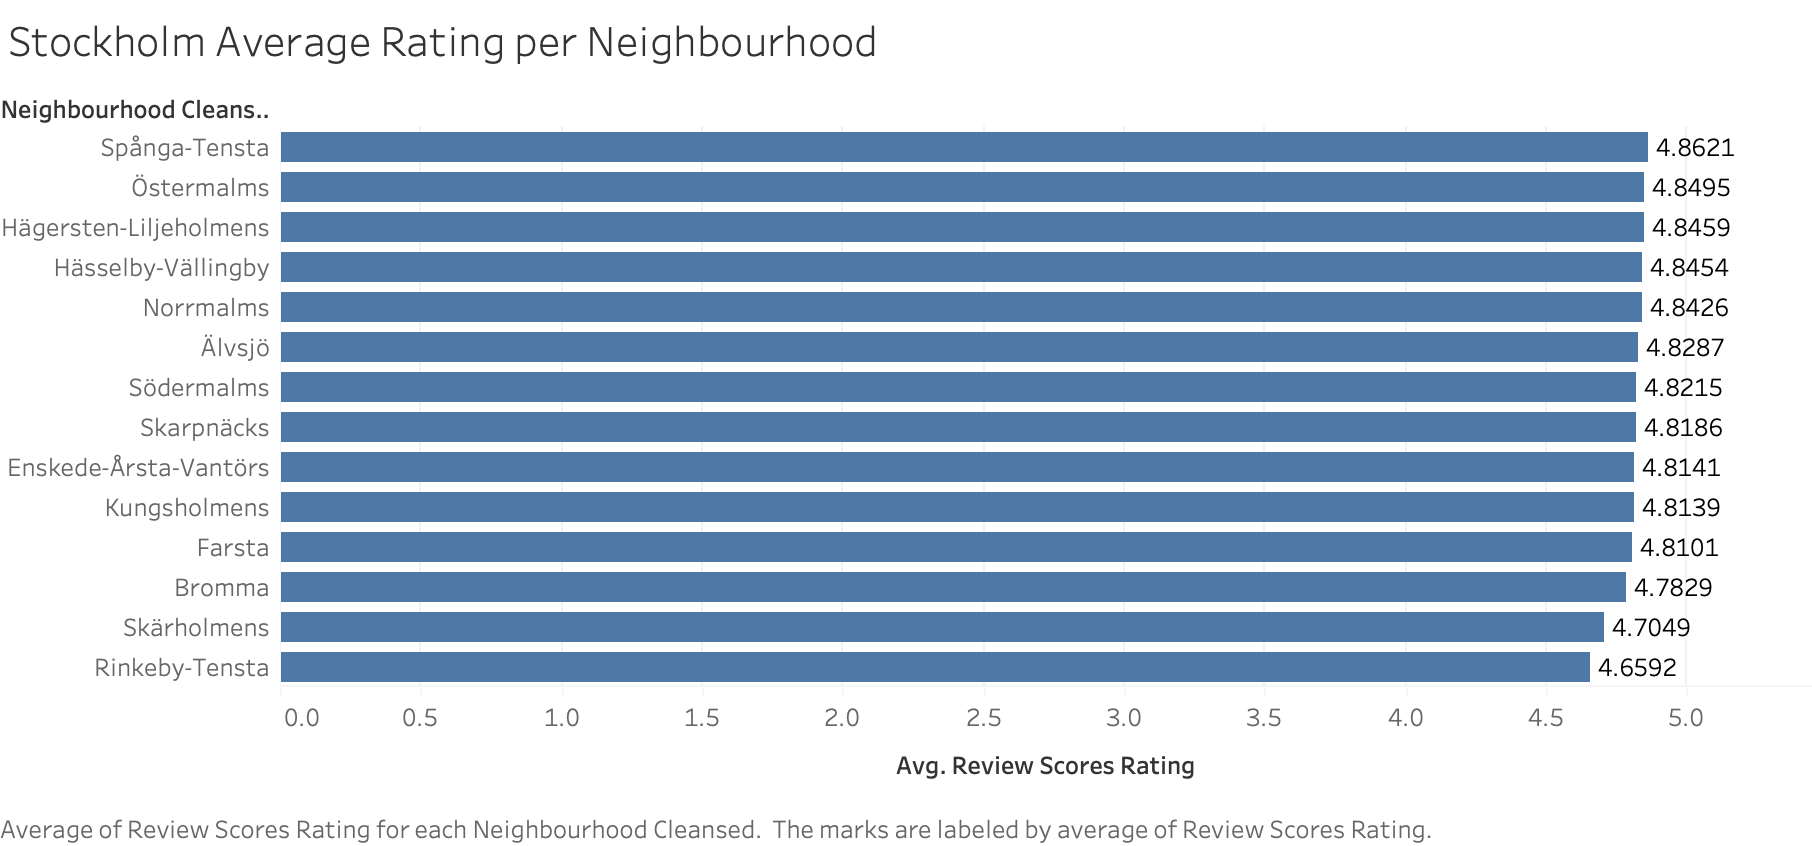 Stockholm Average Rating per Neighbourhood
Neighbourhood Cleans..
Spånga-Tensta 4.8621
Östermalms 4.8495
Hägersten-Liljeholmens 4.8459
Hässelby-Vällingby 4.8454
Norrmalms 4.8426
Älvsjö 4.8287
Södermalms 4.8215
Skarpnäcks 4.8186
Enskede-Årsta-Vantörs 4.8141
Kungsholmens 4.8139
Farsta 4.8101
Bromma 4.7829
Skärholmens 4.7049
Rinkeby-Tensta 4.6592
0.0 0.5 1.0 1.5 2.0 2.5 3.0 3.5 4.0 4.5 5.0
Avg. Review Scores Rating
Average of Review Scores Rating for each Neighbourhood Cleansed.  The marks are labeled by average of Review Scores Rating.